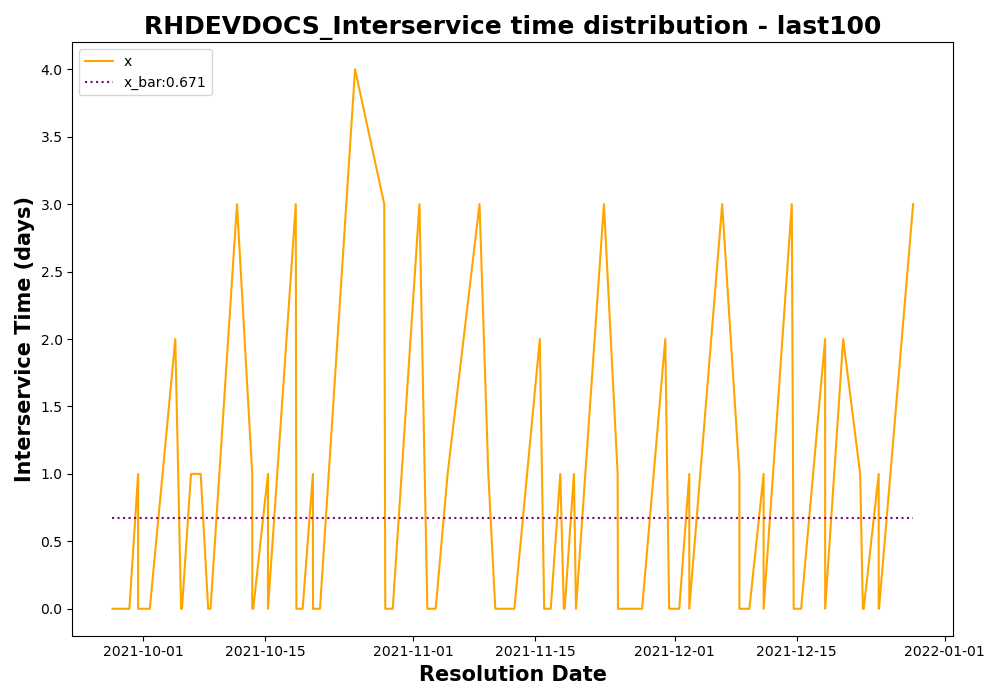 RHDEVDOCS_Interservice time distribution - last100
x
x_bar:0.671
Interservice Time (days)
4.0
3.5
3.0
2.5
2.0
1.5
1.0
0.5
0.0
2021-10-01 2021-10-15 2021-11-01 2021-11-15 2021-12-01 2021-12-15 2022-01-01
Resolution Date